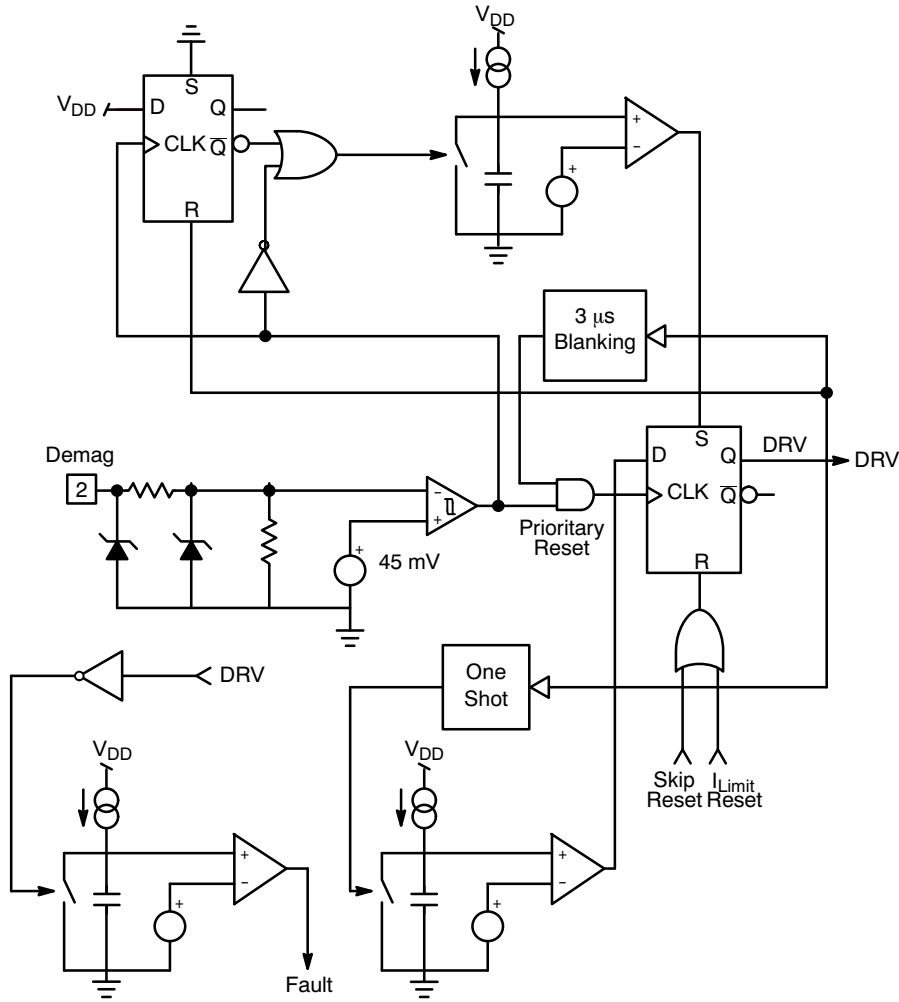 V_DD
S
V_DD
D
Q
CLK
Q̅
R
+
−
+
3 μs
Blanking
S
DRV
D
Q
DRV
CLK
Q̅
R
Demag
2
−
+
Prioritary
Reset
+
45 mV
DRV
One
Shot
Skip
Reset
I_Limit
Reset
V_DD
V_DD
+
−
+
+
−
+
Fault